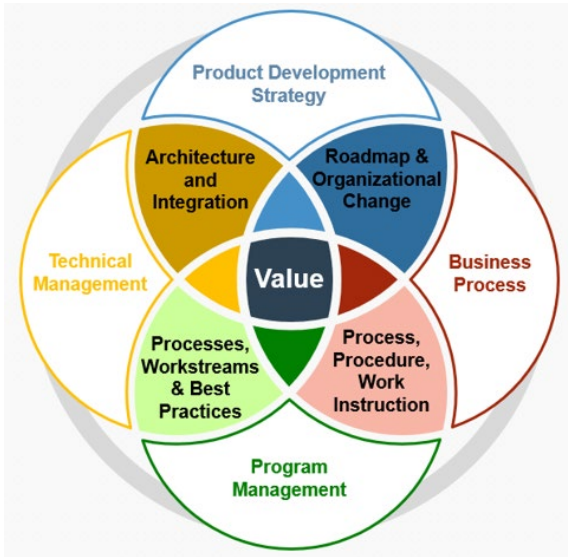 Product Development
Strategy
Architecture
and
Integration
Roadmap &
Organizational
Change
Technical
Management
Value
Business
Process
Processes,
Workstreams
& Best
Practices
Process,
Procedure,
Work
Instruction
Program
Management